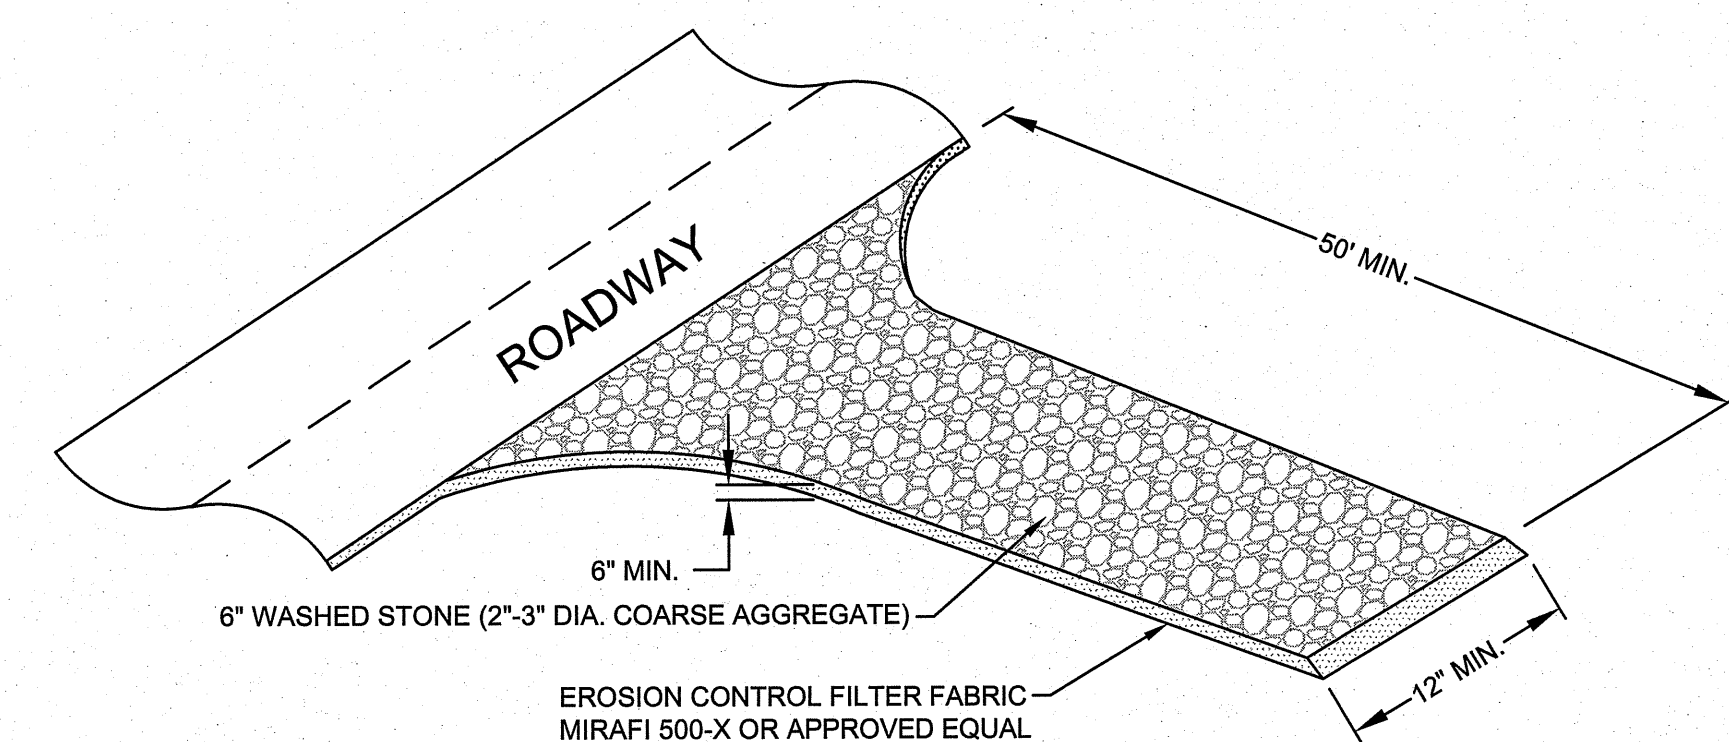 ROADWAY
50' MIN.
6" MIN.
6" WASHED STONE (2"-3" DIA. COARSE AGGREGATE)
12" MIN.
EROSION CONTROL FILTER FABRIC
MIRAFI 500-X OR APPROVED EQUAL